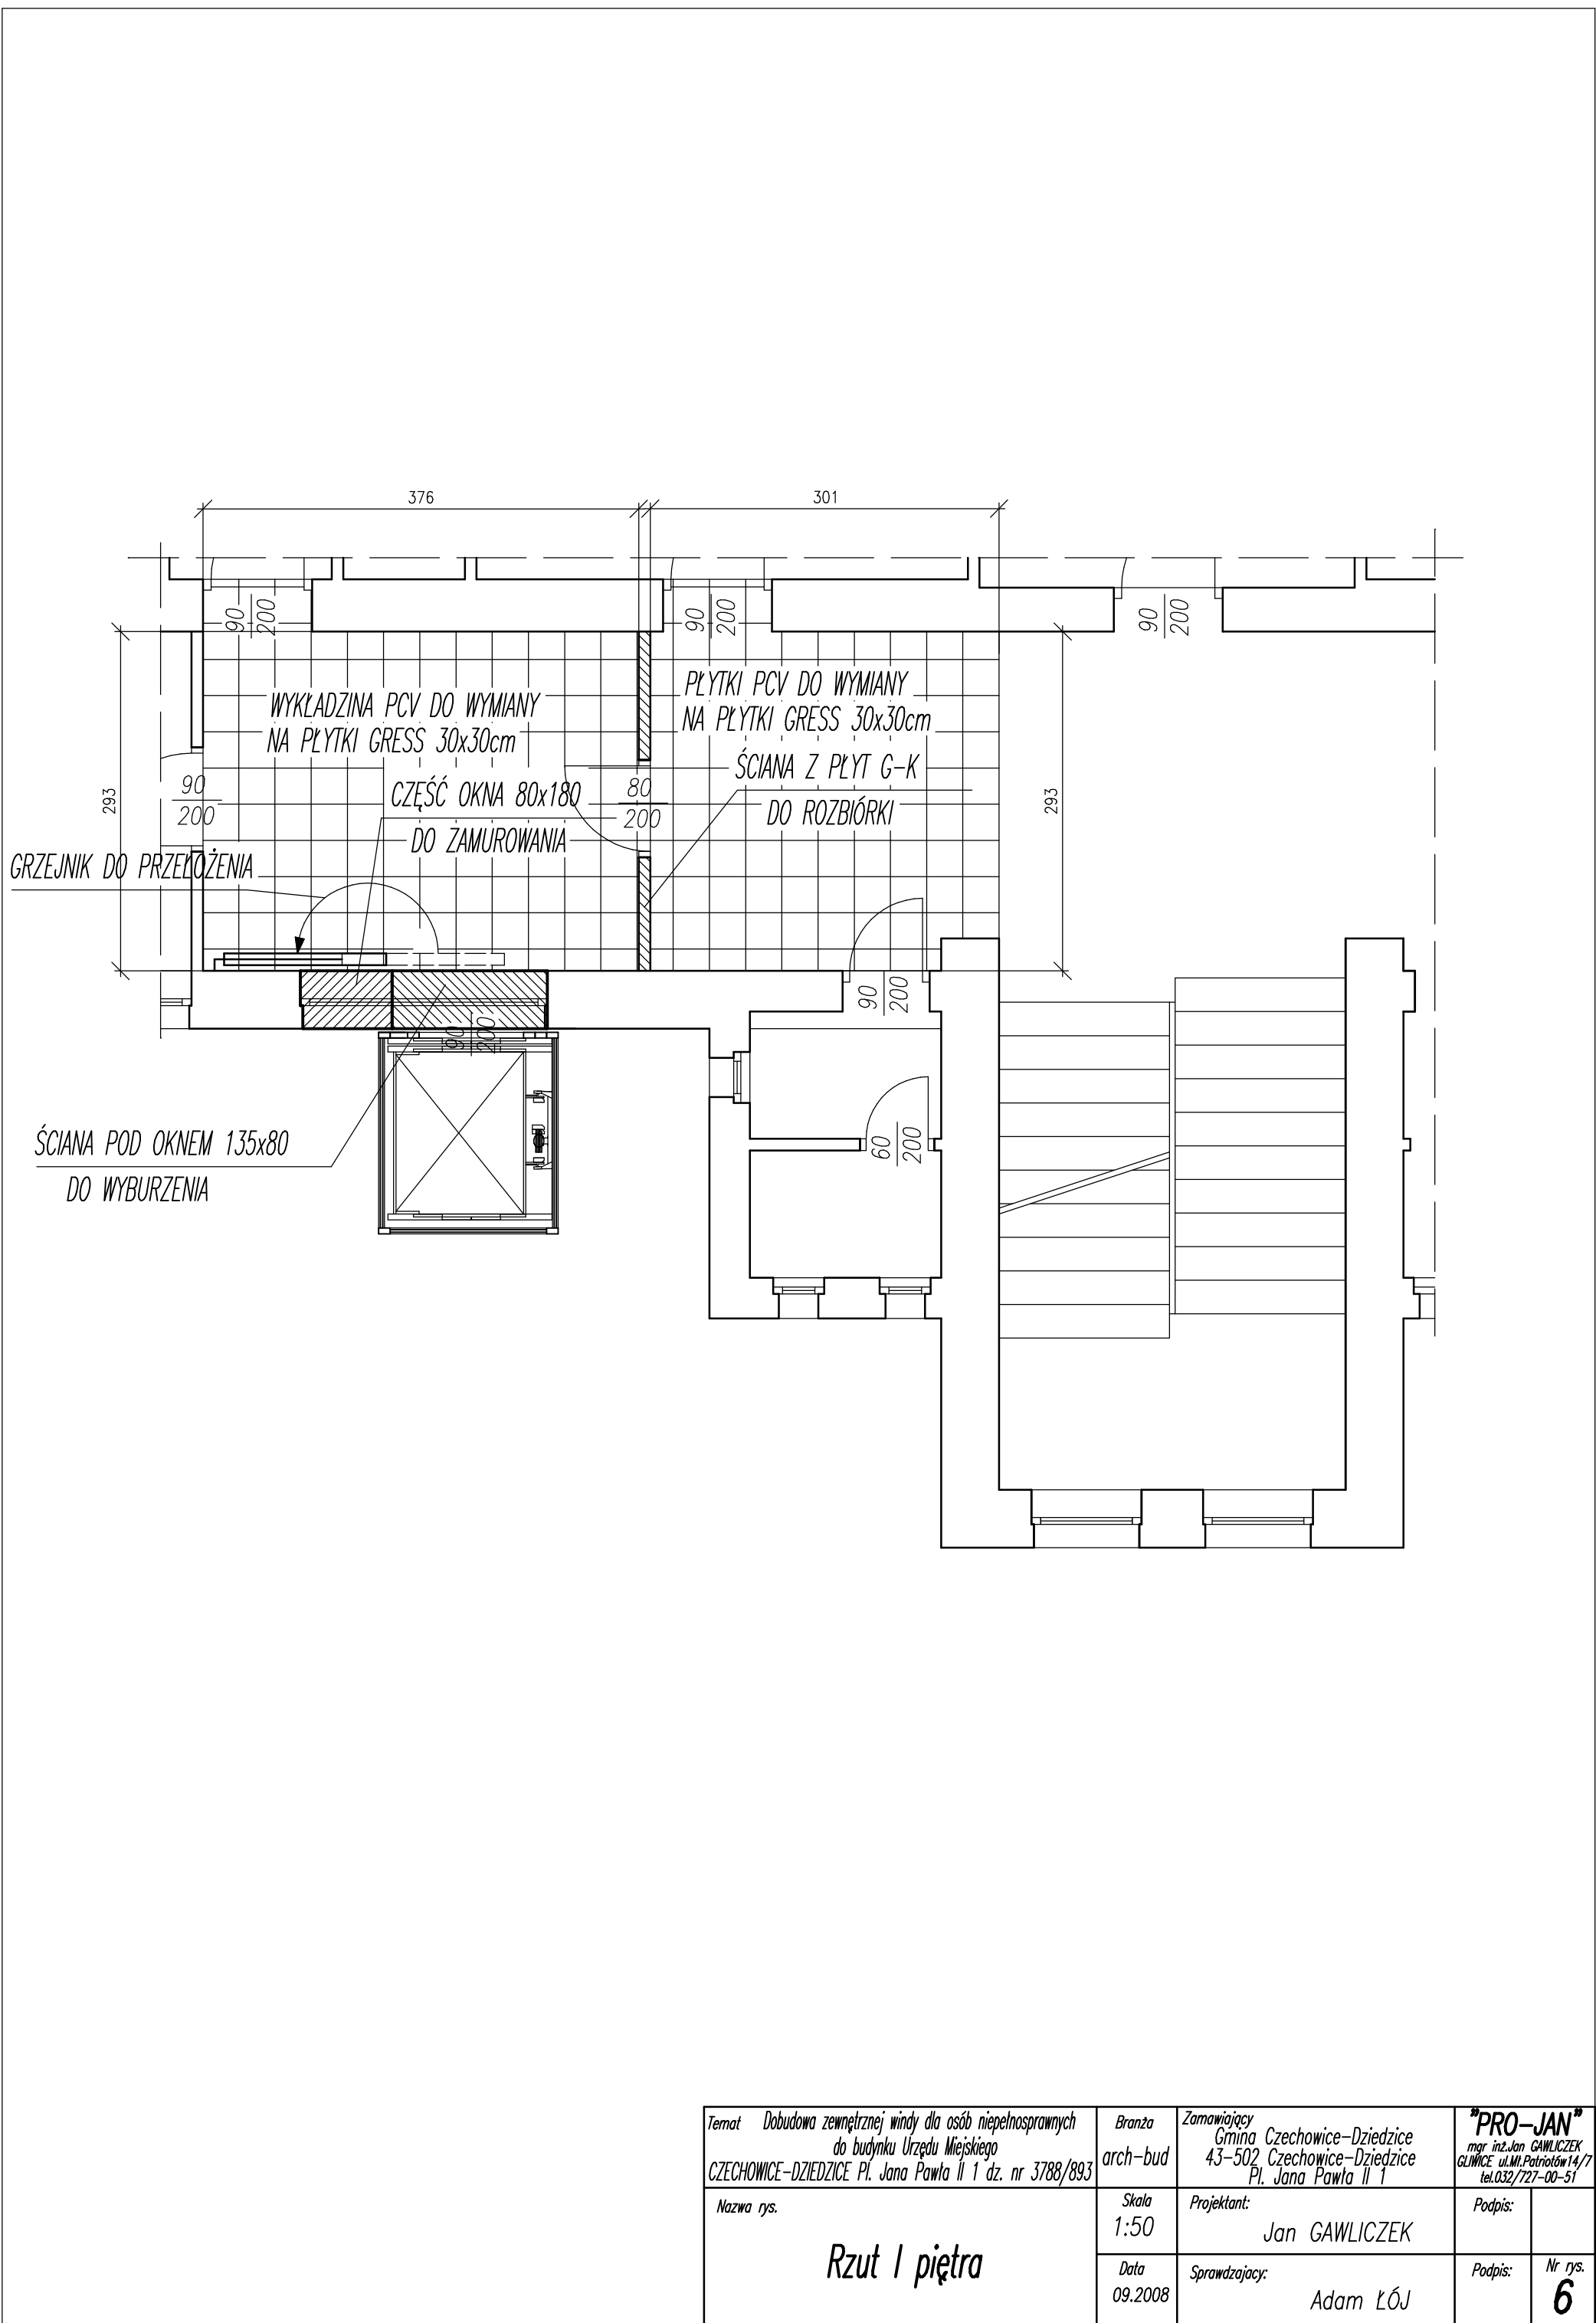 376
301
90
200
90
200
90
200
WYKŁADZINA PCV DO WYMIANY
NA PŁYTKI GRESS 30x30cm
PŁYTKI PCV DO WYMIANY
NA PŁYTKI GRESS 30x30cm
ŚCIANA Z PŁYT G-K
DO ROZBIÓRKI
293
90
200
CZĘŚĆ OKNA 80x180
DO ZAMUROWANIA
80
200
293
GRZEJNIK DO PRZEŁOŻENIA
90
200
90
200
ŚCIANA POD OKNEM 135x80
DO WYBURZENIA
60
200
Temat Dobudowa zewnętrznej windy dla osób niepełnosprawnych
do budynku Urzędu Miejskiego
CZECHOWICE-DZIEDZICE Pl. Jana Pawła II 1 dz. nr 3788/893
Branża
arch-bud
Zamawiający
Gmina Czechowice-Dziedzice
43-502 Czechowice-Dziedzice
Pl. Jana Pawła II 1
"PRO-JAN"
mgr inż.Jan GAWLICZEK
GLIWICE ul.Mł.Patriotów14/7
tel.032/727-00-51
Nazwa rys.
Rzut I piętra
Skala
1:50
Projektant:
Jan GAWLICZEK
Podpis:
Data
09.2008
Sprawdzajacy:
Adam ŁÓJ
Podpis:
Nr rys.
6